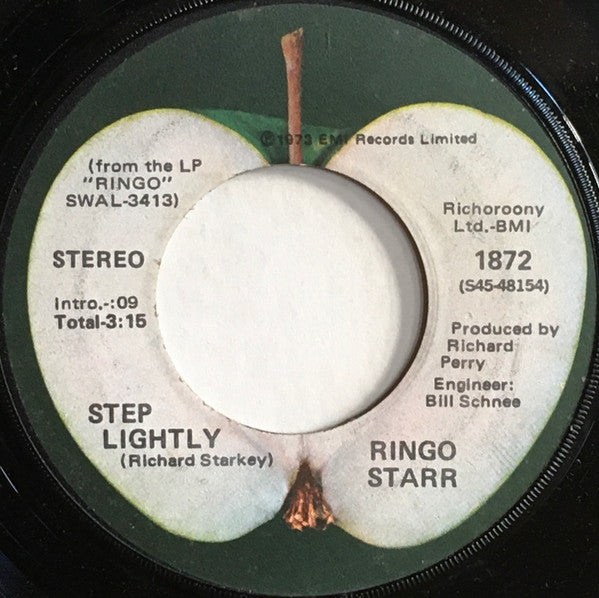 ℗1973 EMI Records Limited
(from the LP
"RINGO"
SWAL-3413)
STEREO
Intro.-:09
Total-3:15
Richoroony
Ltd.-BMI
1872
(S45-48154)
Produced by
Richard
Perry
Engineer:
Bill Schnee
STEP
LIGHTLY
(Richard Starkey)
RINGO
STARR